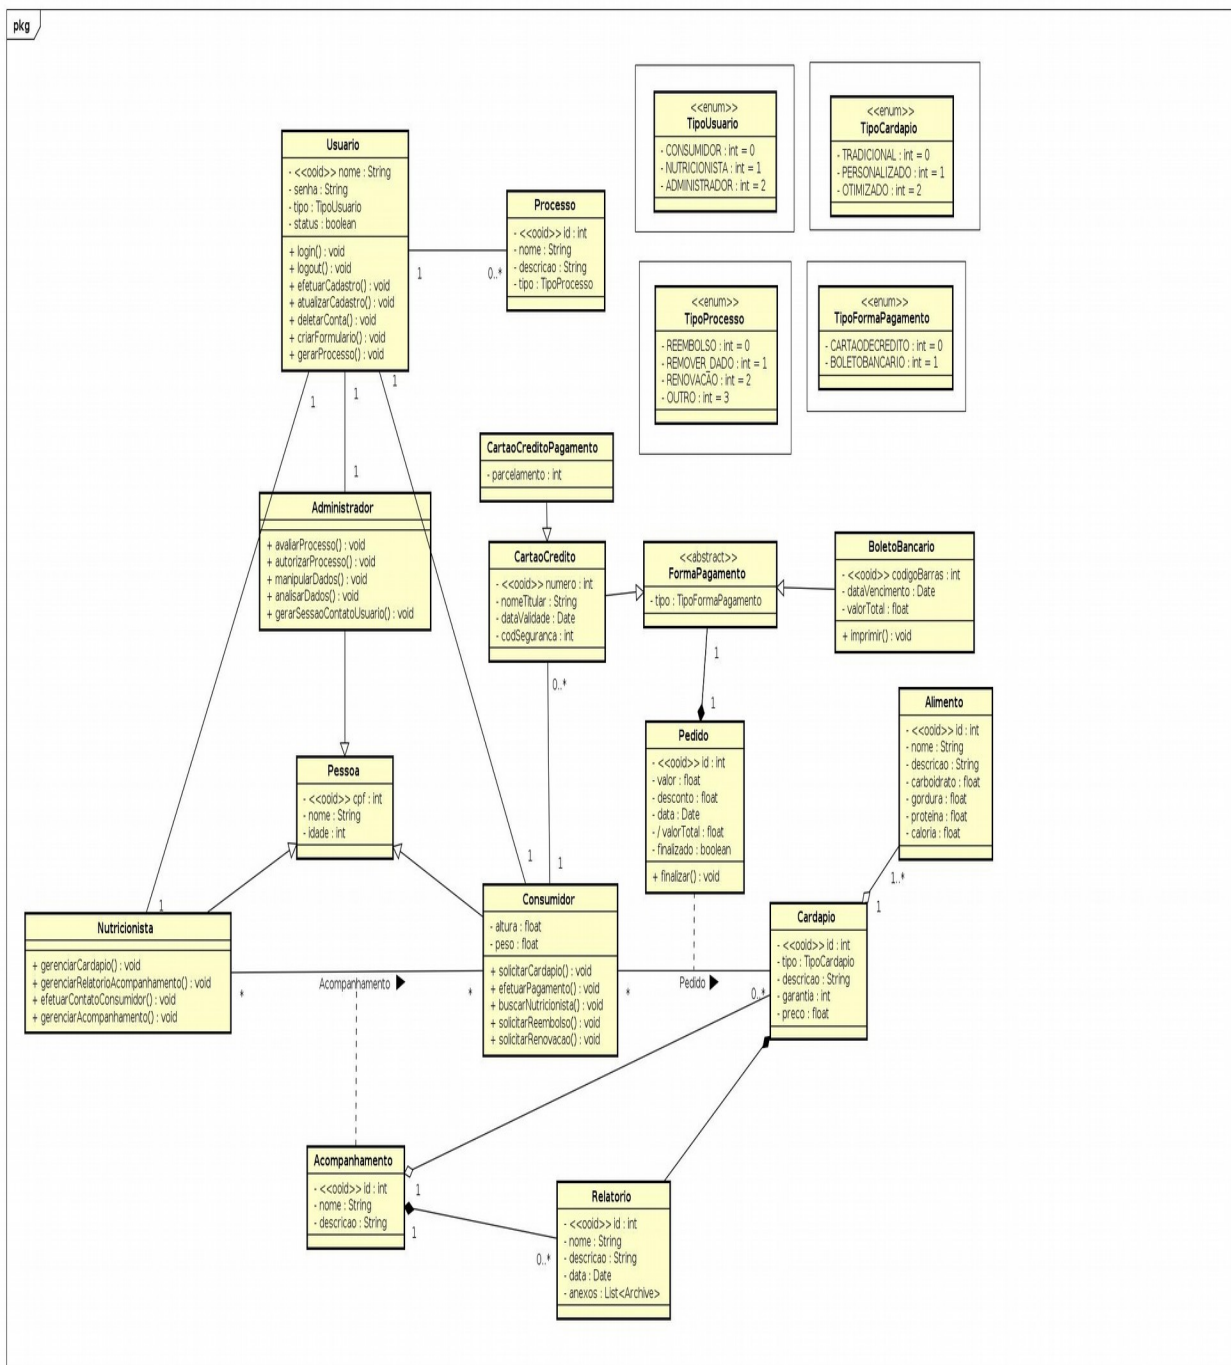 pkg
<<enum>>
TipoUsuario
- CONSUMIDOR : int = 0
- NUTRICIONISTA : int = 1
- ADMINISTRADOR : int = 2
<<enum>>
TipoCardapio
- TRADICIONAL : int = 0
- PERSONALIZADO : int = 1
- OTIMIZADO : int = 2
Usuario
- <<ooid>> nome : String
- senha : String
- tipo : TipoUsuario
- status : boolean
+ login() : void
+ logout() : void
+ efetuarCadastro() : void
+ atualizarCadastro() : void
+ deletarConta() : void
+ criarFormulario() : void
+ gerarProcesso() : void
1
0..*
Processo
- <<ooid>> id : int
- nome : String
- descricao : String
- tipo : TipoProcesso
<<enum>>
TipoProcesso
- REEMBOLSO : int = 0
- REMOVER_DADO : int = 1
- RENOVACÃO : int = 2
- OUTRO : int = 3
<<enum>>
TipoFormaPagamento
- CARTAODECREDITO : int = 0
- BOLETOBANCARIO : int = 1
1
1
1
1
CartaoCreditoPagamento
- parcelamento : int
Administrador
+ avaliarProcesso() : void
+ autorizarProcesso() : void
+ manipularDados() : void
+ analisarDados() : void
+ gerarSessaoContatoUsuario() : void
CartaoCredito
- <<ooid>> numero : int
- nomeTitular : String
- dataValidade : Date
- codSeguranca : int
<<abstract>>
FormaPagamento
- tipo : TipoFormaPagamento
BoletoBancario
- <<ooid>> codigoBarras : int
- dataVencimento : Date
- valorTotal : float
+ imprimir() : void
0..*
1
1
1
Pedido
- <<ooid>> id : int
- valor : float
- desconto : float
- data : Date
- / valorTotal : float
- finalizado : boolean
+ finalizar() : void
Alimento
- <<ooid>> id : int
- nome : String
- descricao : String
- carboidrato : float
- gordura : float
- proteina : float
- caloria : float
1..*
1
Pessoa
- <<ooid>> cpf : int
- nome : String
- idade : int
1
1
Nutricionista
+ gerenciarCardapio() : void
+ gerenciarRelatorioAcompanhamento() : void
+ efetuarContatoConsumidor() : void
+ gerenciarAcompanhamento() : void
*
Acompanhamento
*
Consumidor
- altura : float
- peso : float
+ solicitarCardapio() : void
+ efetuarPagamento() : void
+ buscarNutricionista() : void
+ solicitarReembolso() : void
+ solicitarRenovacao() : void
*
Pedido
0..*
Cardapio
- <<ooid>> id : int
- tipo : TipoCardapio
- descricao : String
- garantia : int
- preco : float
Acompanhamento
- <<ooid>> id : int
- nome : String
- descricao : String
1
1
0..*
Relatorio
- <<ooid>> id : int
- nome : String
- descricao : String
- data : Date
- anexos : List<Archive>